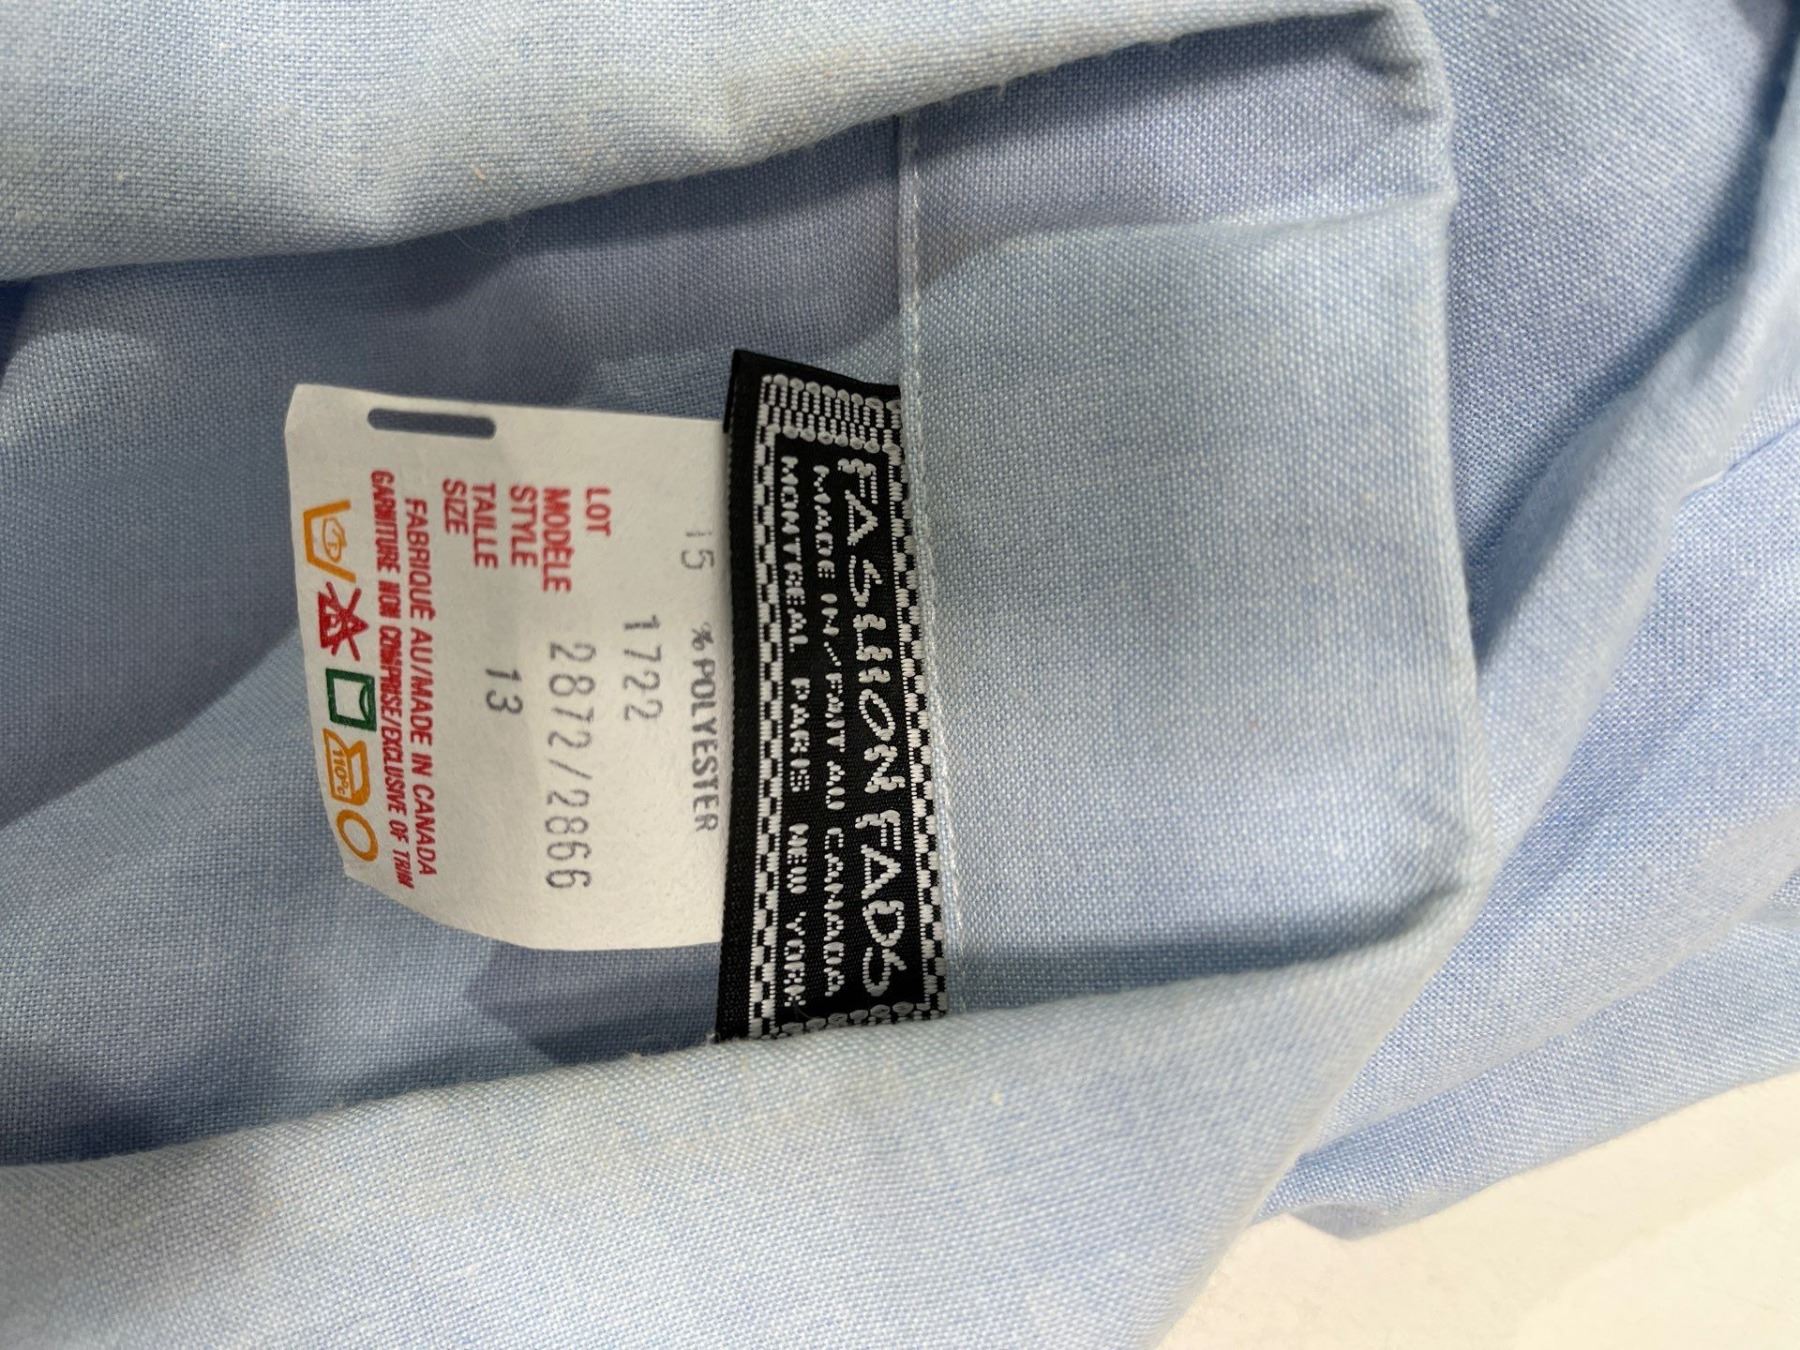 FASHION FADS
MADE IN/FAIT AU CANADA
MONTREAL PARIS NEW YORK
15 % POLYESTER
LOT 1722
MODÈLE
STYLE 2872/2866
TAILLE
SIZE 13
FABRIQUÉ AU/MADE IN CANADA
GARNITURE NON COMPRISE/EXCLUSIVE OF TRIM
110°C